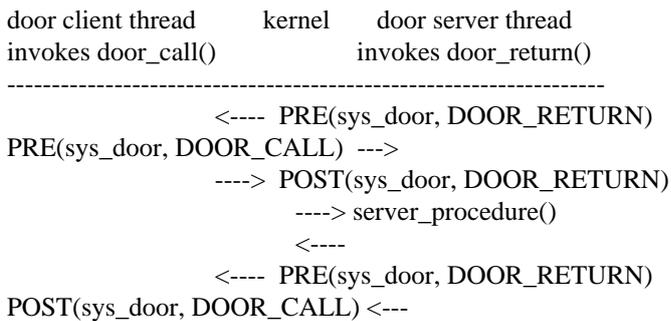 door client thread kernel door server thread
invokes door_call() invokes door_return()
-------------------------------------------------------------------
<---- PRE(sys_door, DOOR_RETURN)
PRE(sys_door, DOOR_CALL) --->
----> POST(sys_door, DOOR_RETURN)
----> server_procedure()
<----
<---- PRE(sys_door, DOOR_RETURN)
POST(sys_door, DOOR_CALL) <---